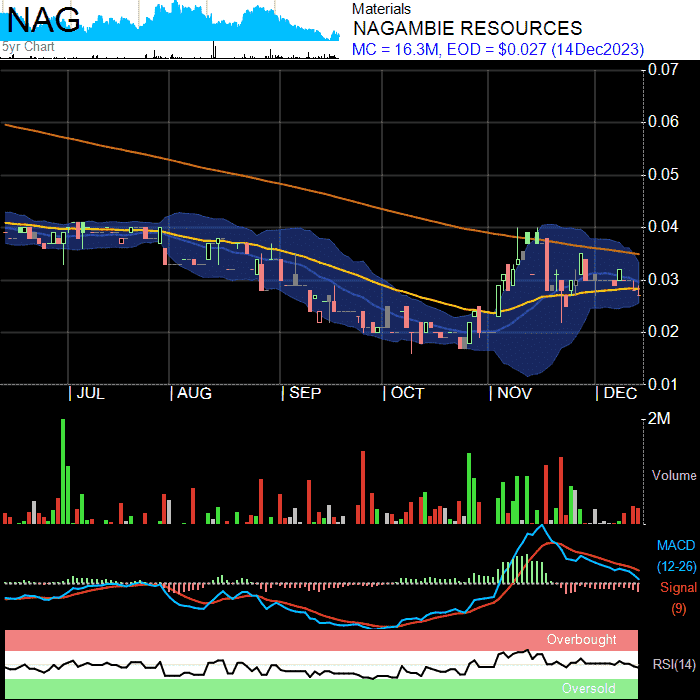 NAG
5yr Chart
Materials
NAGAMBIE RESOURCES
MC = 16.3M, EOD = $0.027 (14Dec2023)
0.07
0.06
0.05
0.04
0.03
0.02
0.01
JUL AUG SEP OCT NOV DEC
2M
Volume
MACD
(12-26)
Signal
(9)
Overbought
RSI(14)
Oversold